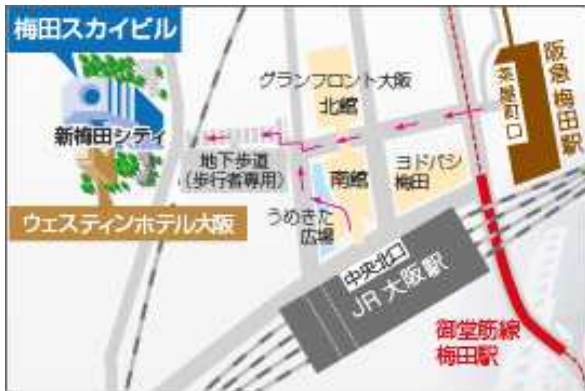 梅田スカイビル
新梅田シティ
ウェスティンホテル大阪
グランフロント大阪
北館
地下歩道
(歩行者専用)
南館
うめきた
広場
ヨドバシ
梅田
茶屋町口
阪急 梅田駅
中央北口
JR大阪駅
御堂筋線
梅田駅